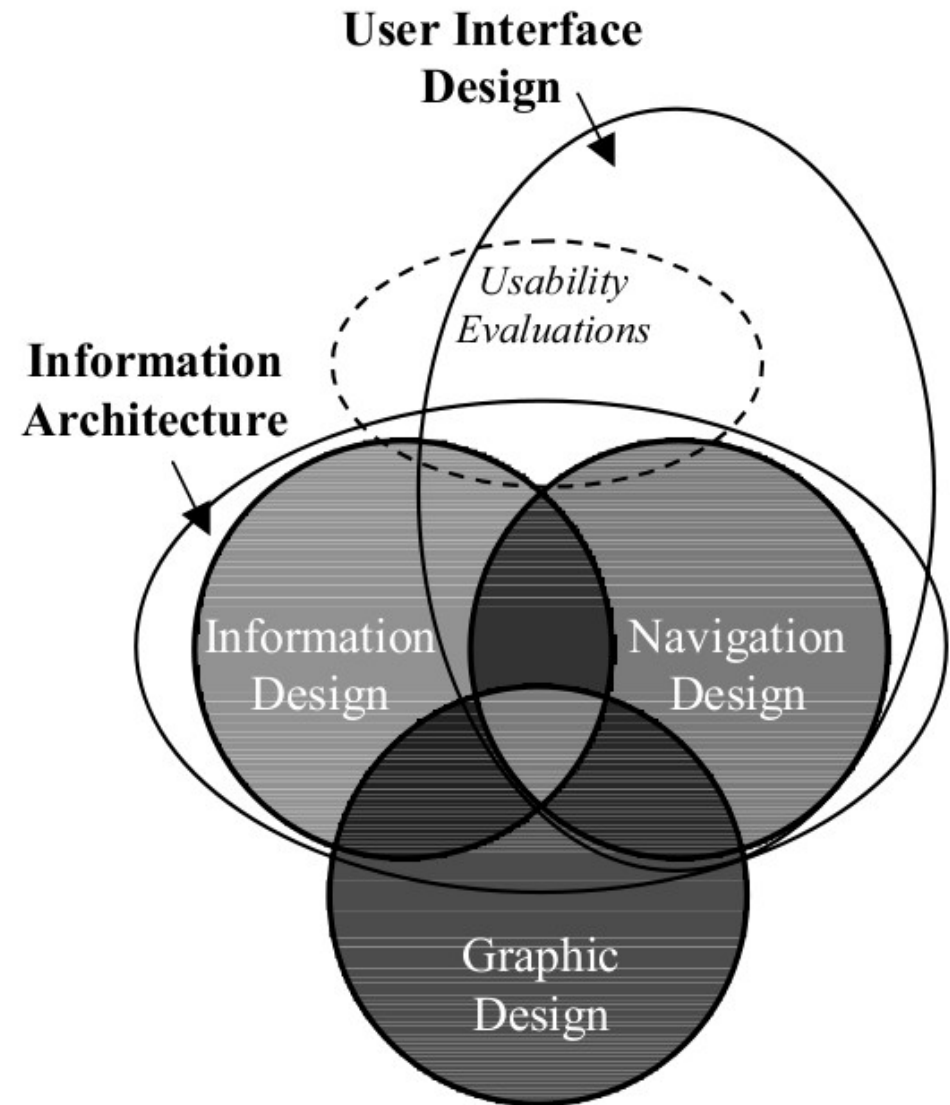 User Interface
Design
Usability
Evaluations
Information
Architecture
Information
Design
Navigation
Design
Graphic
Design